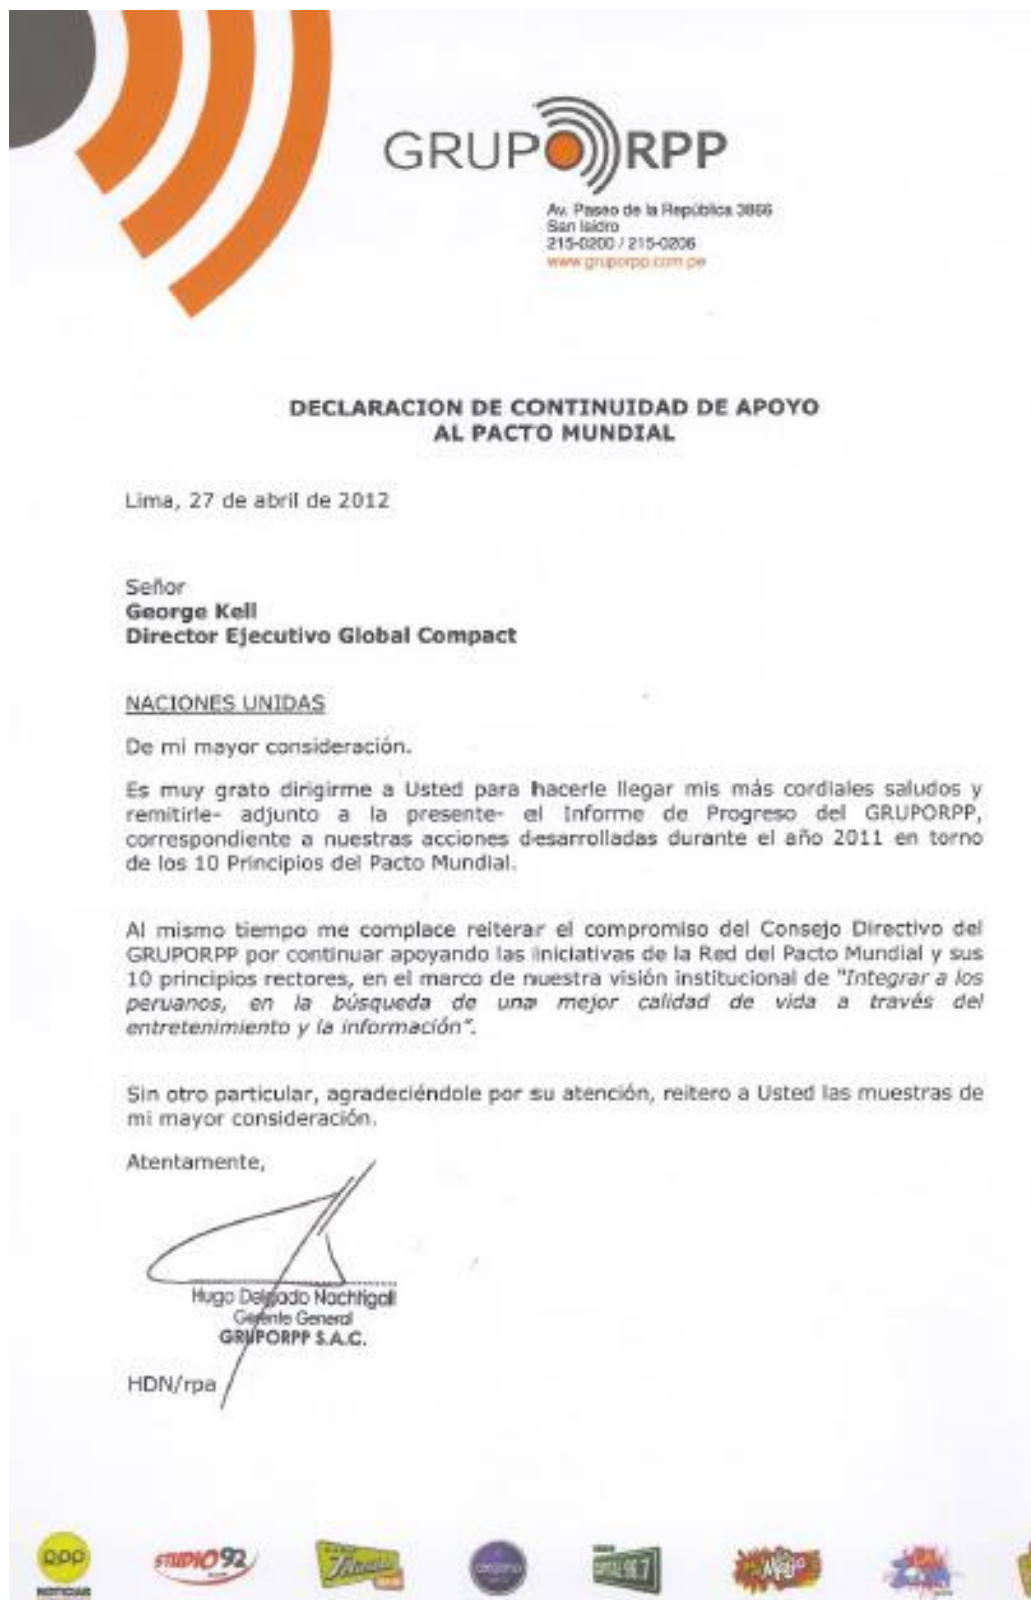 GRUPORPP
Av. Paseo de la República 3866
San Isidro
215-0200 / 215-0206
www.gruporpp.com.pe
DECLARACION DE CONTINUIDAD DE APOYO
AL PACTO MUNDIAL
Lima, 27 de abril de 2012
Señor
George Kell
Director Ejecutivo Global Compact
NACIONES UNIDAS
De mi mayor consideración.
Es muy grato dirigirme a Usted para hacerle llegar mis más cordiales saludos y
remitirle- adjunto a la presente- el Informe de Progreso del GRUPORPP,
correspondiente a nuestras acciones desarrolladas durante el año 2011 en torno
de los 10 Principios del Pacto Mundial.
Al mismo tiempo me complace reiterar el compromiso del Consejo Directivo del
GRUPORPP por continuar apoyando las iniciativas de la Red del Pacto Mundial y sus
10 principios rectores, en el marco de nuestra visión institucional de "Integrar a los
peruanos, en la búsqueda de una mejor calidad de vida a través del
entretenimiento y la información".
Sin otro particular, agradeciéndole por su atención, reitero a Usted las muestras de
mi mayor consideración.
Atentamente,
Hugo Delgado Nachtigall
Gerente General
GRUPORPP S.A.C.
HDN/rpa
RPP
NOTICIAS
STUDIO 92
CAPITAL 96.7
La Mega